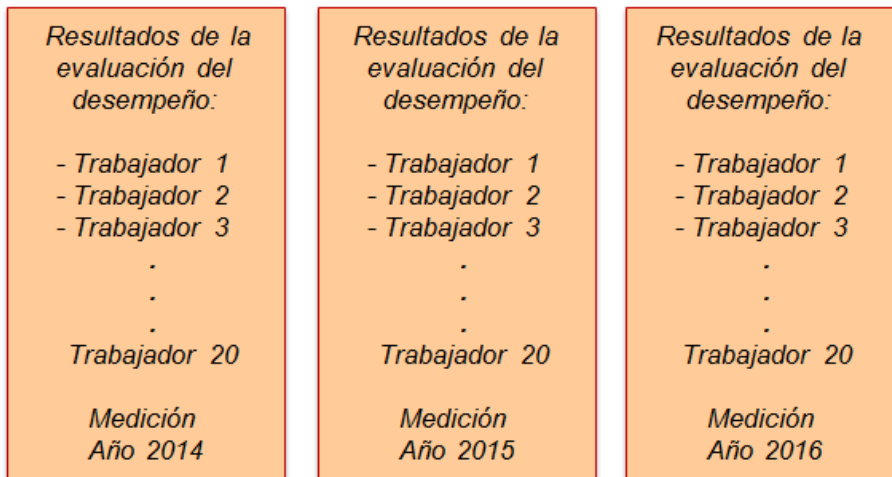 Resultados de la
evaluación del
desempeño:
- Trabajador 1
- Trabajador 2
- Trabajador 3
.
.
.
Trabajador 20
Medición
Año 2014
Resultados de la
evaluación del
desempeño:
- Trabajador 1
- Trabajador 2
- Trabajador 3
.
.
.
Trabajador 20
Medición
Año 2015
Resultados de la
evaluación del
desempeño:
- Trabajador 1
- Trabajador 2
- Trabajador 3
.
.
.
Trabajador 20
Medición
Año 2016